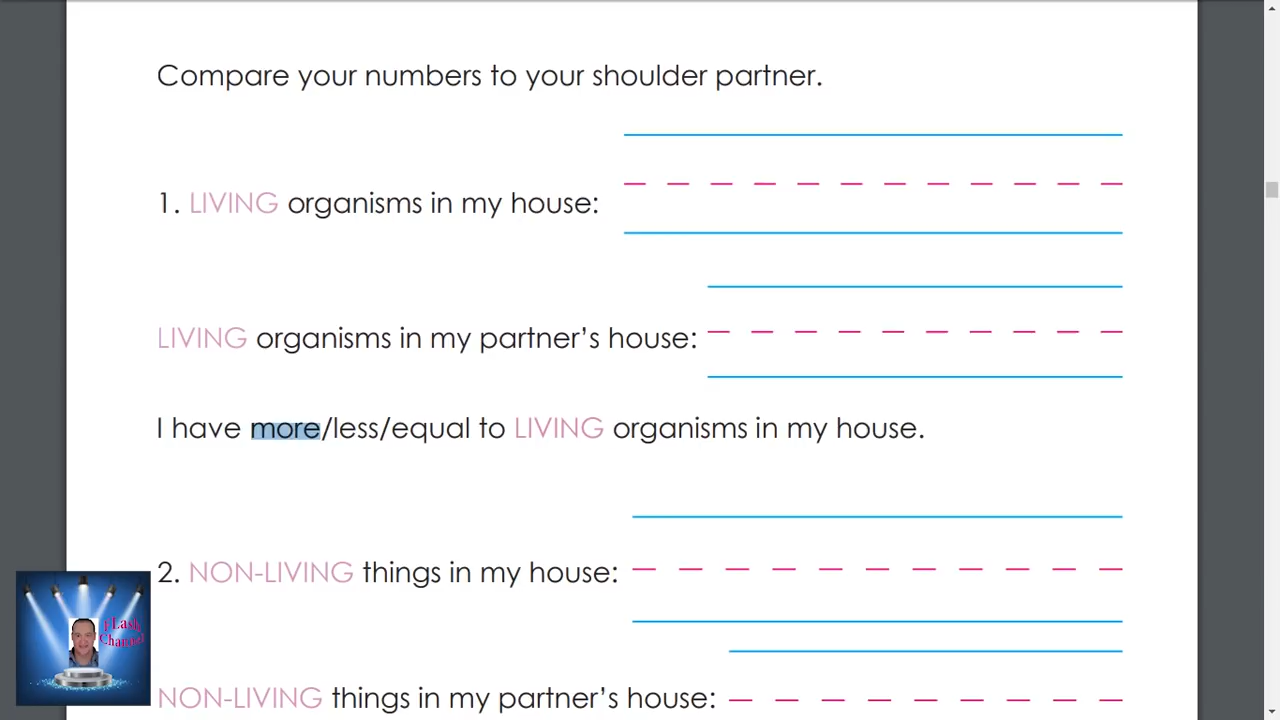 Compare your numbers to your shoulder partner.
1. LIVING organisms in my house:
LIVING organisms in my partner’s house:
I have more/less/equal to LIVING organisms in my house.
2. NON-LIVING things in my house:
FLash
Channel
NON-LIVING things in my partner’s house: